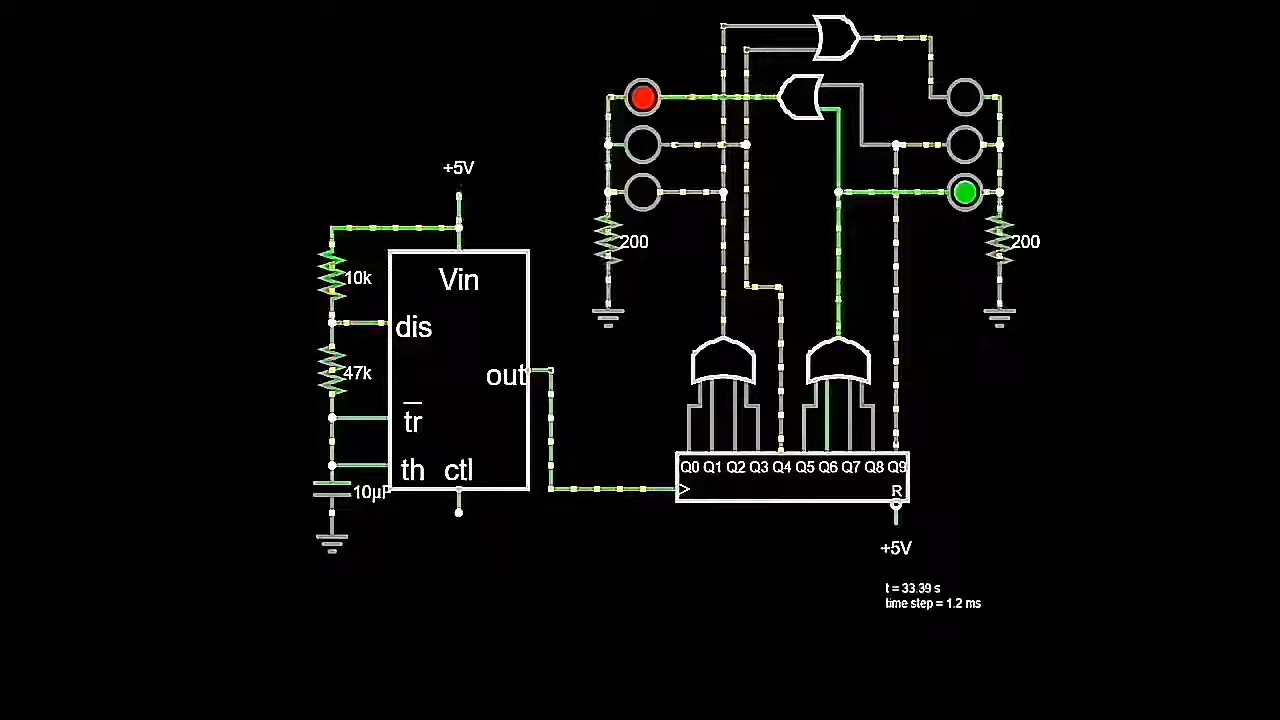 +5V
200
200
10k
Vin
dis
47k
out
tr
th ctl
10μF
Q0 Q1 Q2 Q3 Q4 Q5 Q6 Q7 Q8 Q9
R
+5V
t = 33.39 s
time step = 1.2 ms